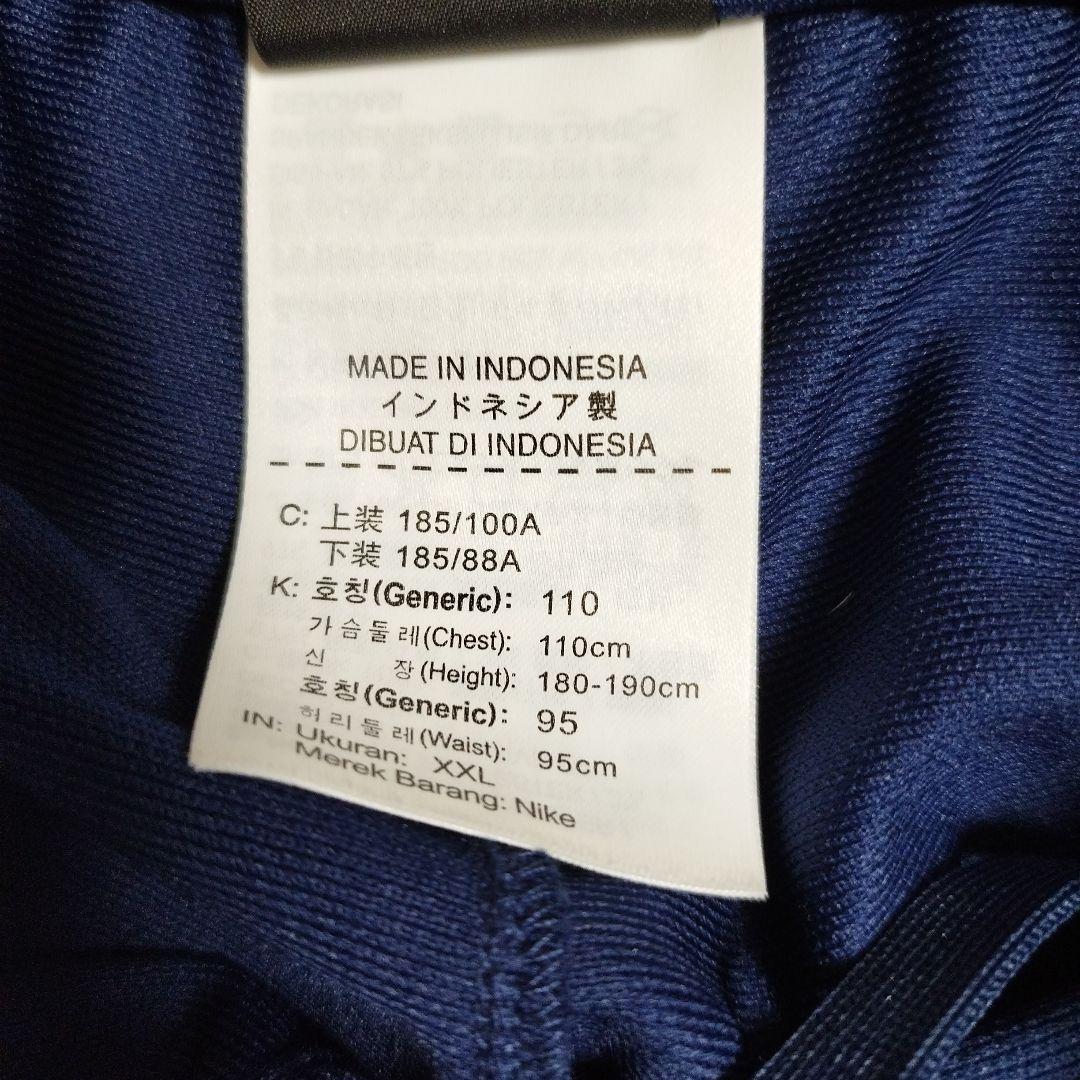 MADE IN INDONESIA
インドネシア製
DIBUAT DI INDONESIA
C: 上装 185/100A
下装 185/88A
K: 호칭(Generic): 110
가슴둘레(Chest): 110cm
신 장(Height): 180-190cm
호칭(Generic): 95
허리둘레(Waist): 95cm
IN: Ukuran: XXL
Merek Barang: Nike